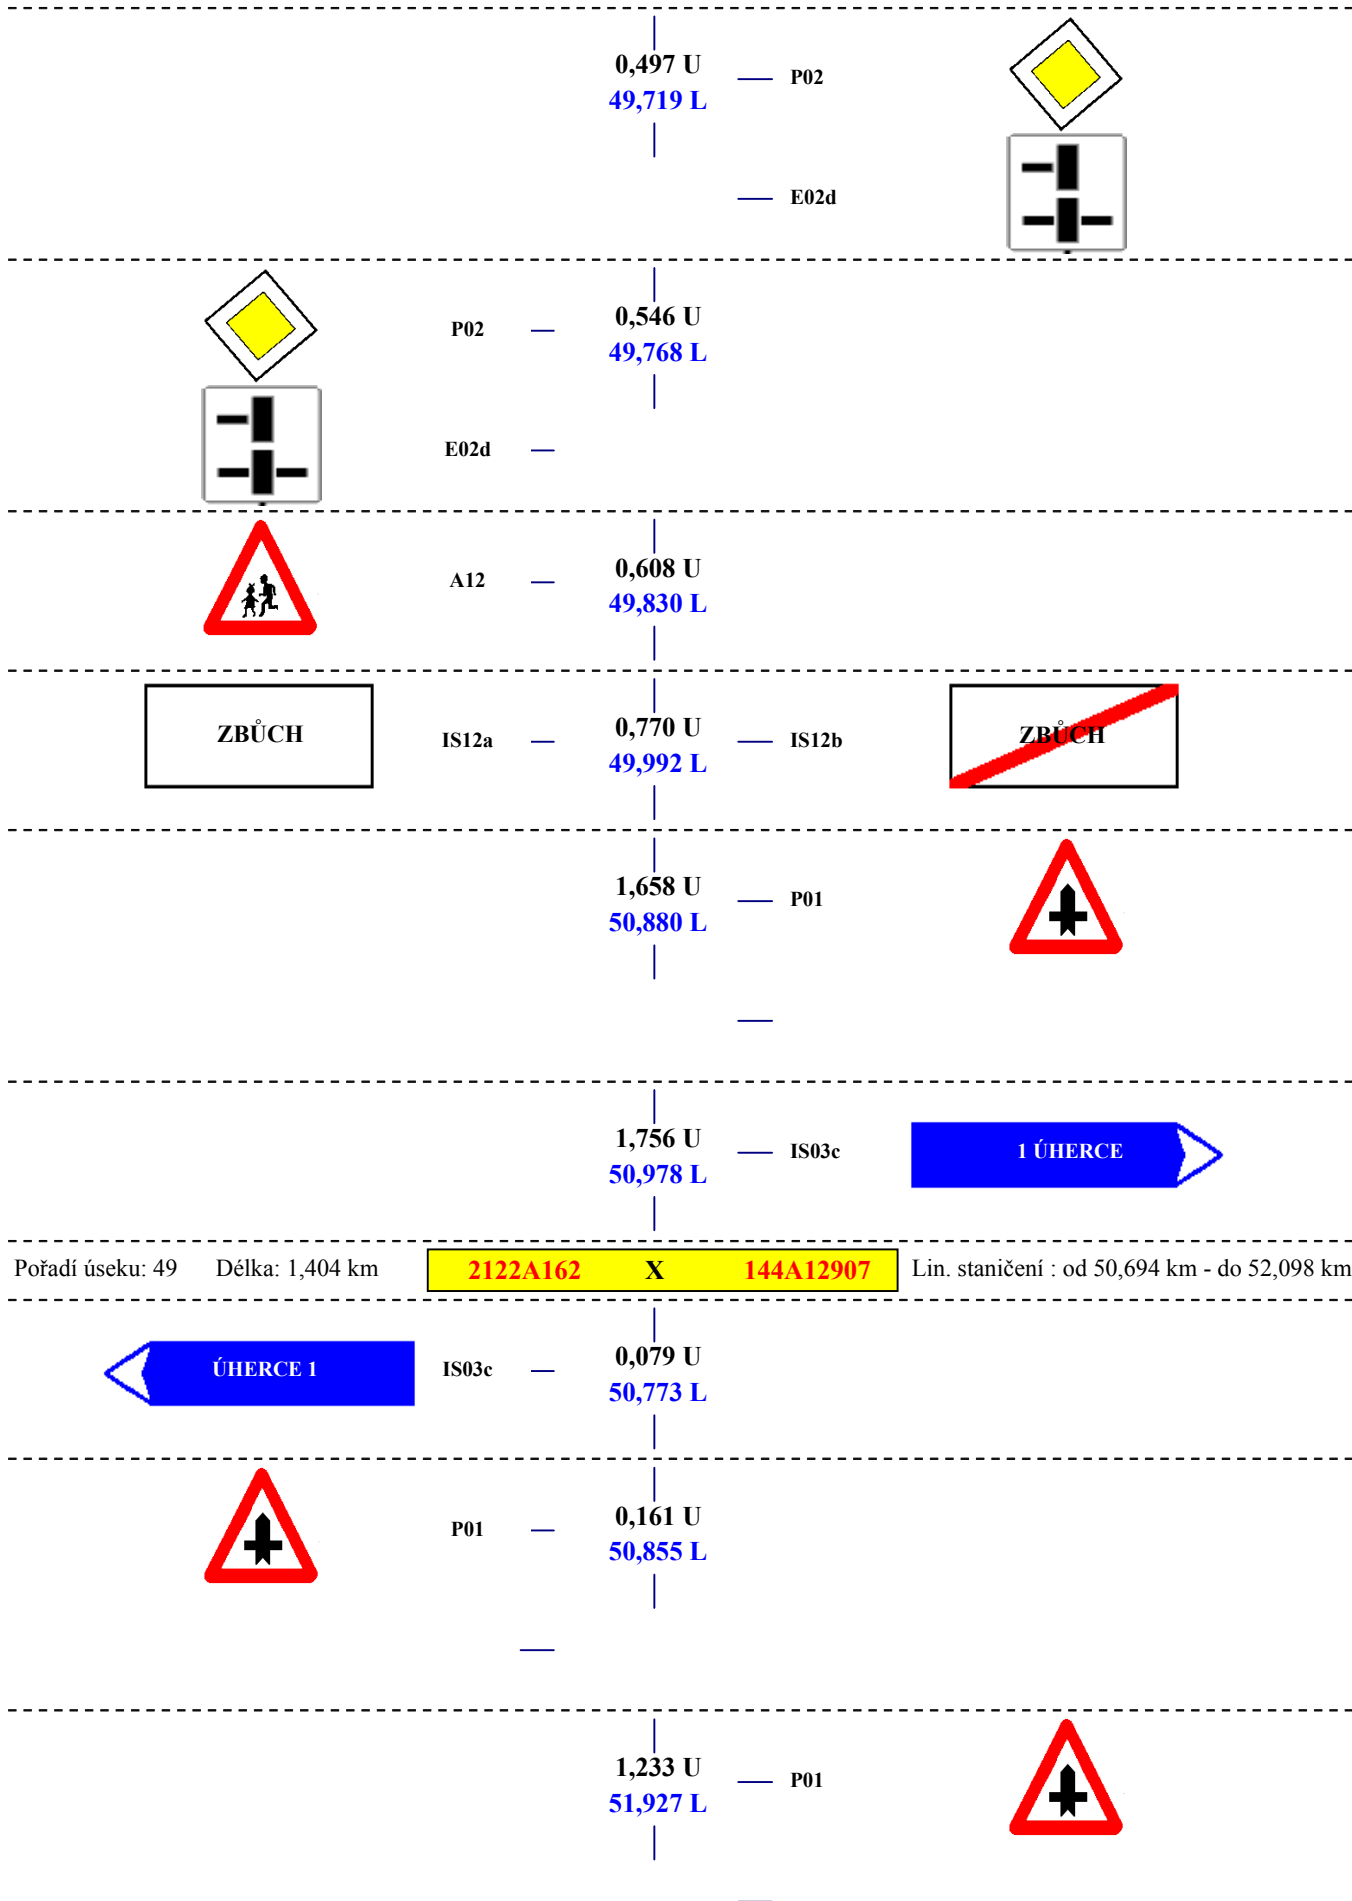 0,497 U
P02
49,719 L
E02d
P02
0,546 U
49,768 L
E02d
A12
0,608 U
49,830 L
ZBŮCH
IS12a
0,770 U
49,992 L
IS12b
ZBŮCH
1,658 U
50,880 L
P01
1,756 U
50,978 L
IS03c
1 ÚHERCE
Pořadí úseku: 49 Délka: 1,404 km 2122A162 X 144A12907 Lin. staničení : od 50,694 km - do 52,098 km
ÚHERCE 1
IS03c
0,079 U
50,773 L
P01
0,161 U
50,855 L
1,233 U
51,927 L
P01